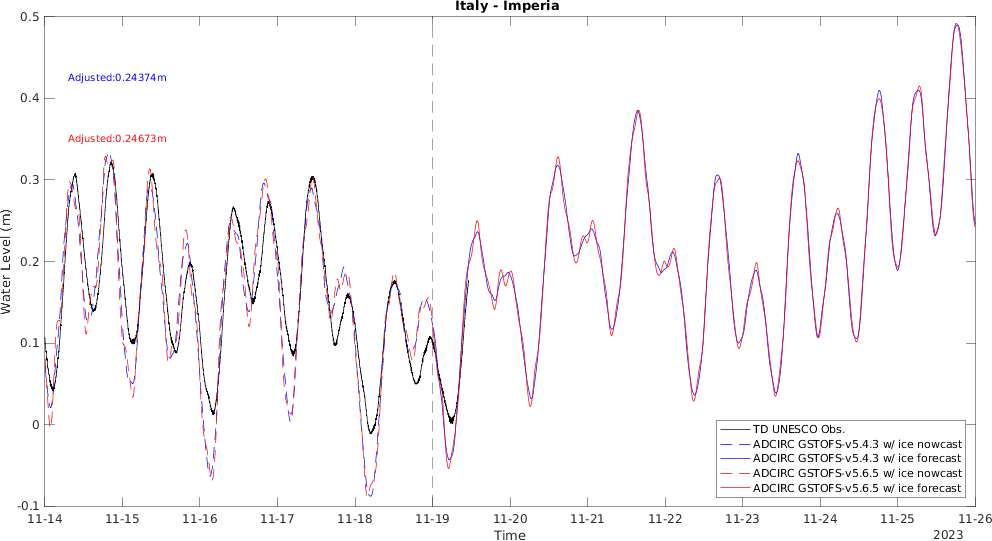 Italy - Imperia
0.5
0.4
0.3
0.2
0.1
0
-0.1
Water Level (m)
Adjusted:0.24374m
Adjusted:0.24673m
TD UNESCO Obs.
ADCIRC GSTOFS-v5.4.3 w/ ice nowcast
ADCIRC GSTOFS-v5.4.3 w/ ice forecast
ADCIRC GSTOFS-v5.6.5 w/ ice nowcast
ADCIRC GSTOFS-v5.6.5 w/ ice forecast
11-14 11-15 11-16 11-17 11-18 11-19 11-20 11-21 11-22 11-23 11-24 11-25 11-26
Time
2023